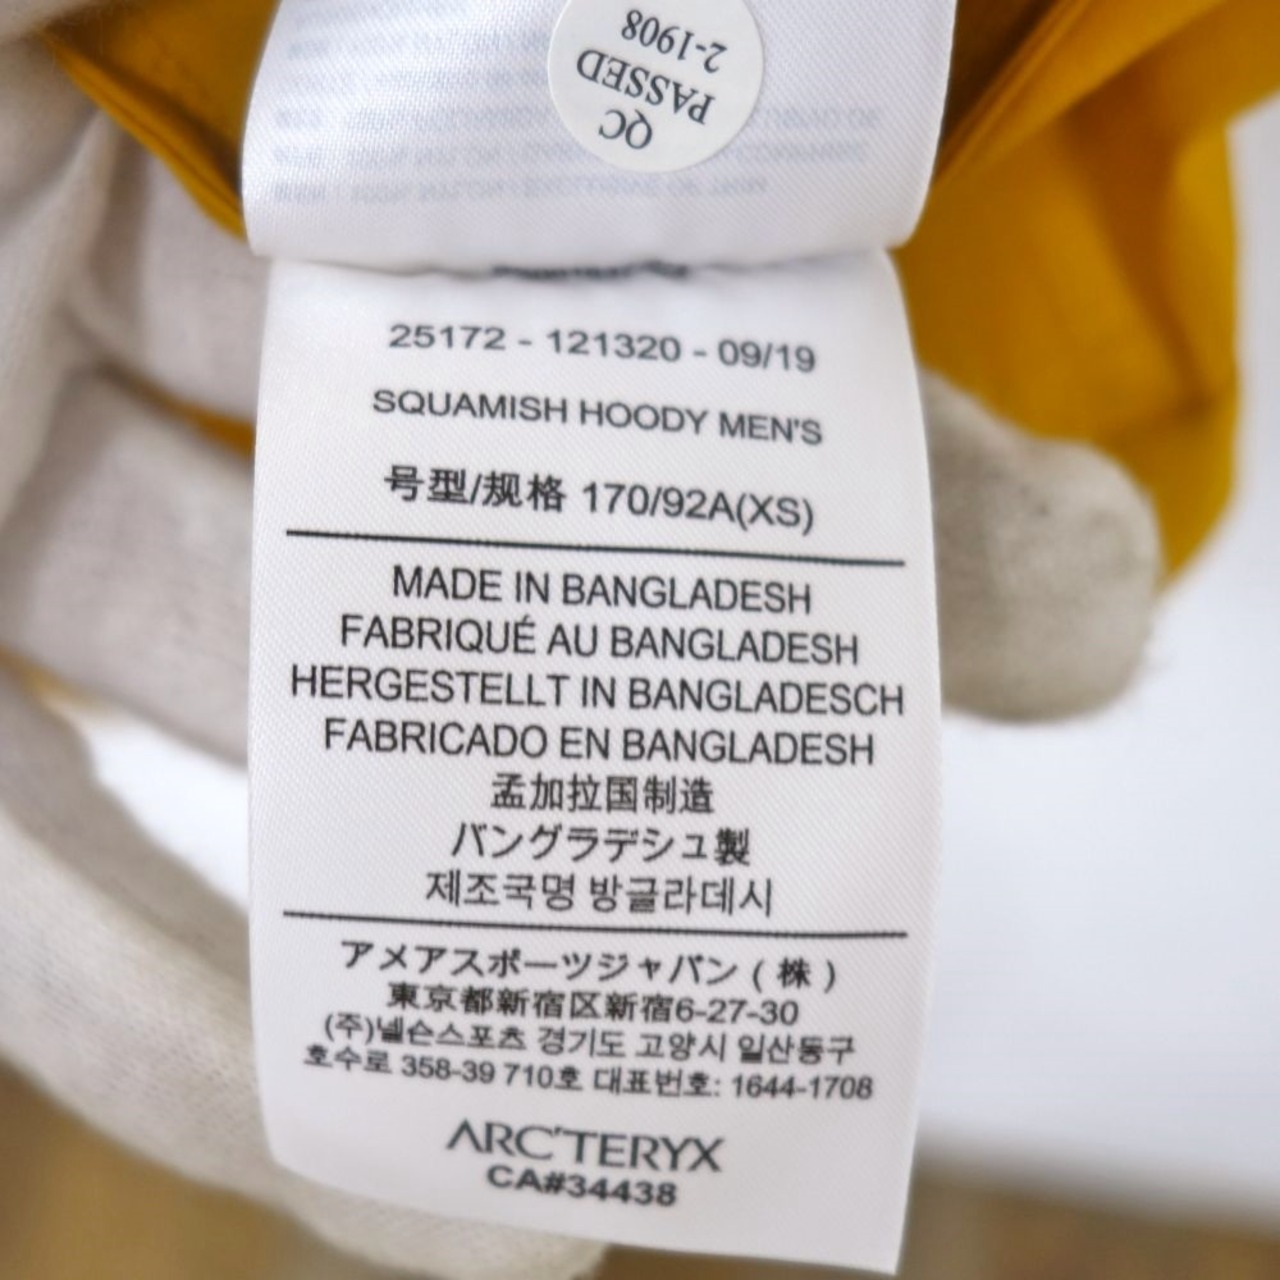 2-1908
PASSED
QC
25172 - 121320 - 09/19
SQUAMISH HOODY MEN'S
号型/规格 170/92A(XS)
MADE IN BANGLADESH
FABRIQUÉ AU BANGLADESH
HERGESTELLT IN BANGLADESCH
FABRICADO EN BANGLADESH
孟加拉国制造
バングラデシュ製
제조국명 방글라데시
アメアスポーツジャパン ( 株 )
東京都新宿区新宿6-27-30
(주)넬슨스포츠 경기도 고양시 일산동구
호수로 358-39 710호 대표번호: 1644-1708
ARC'TERYX
CA#34438